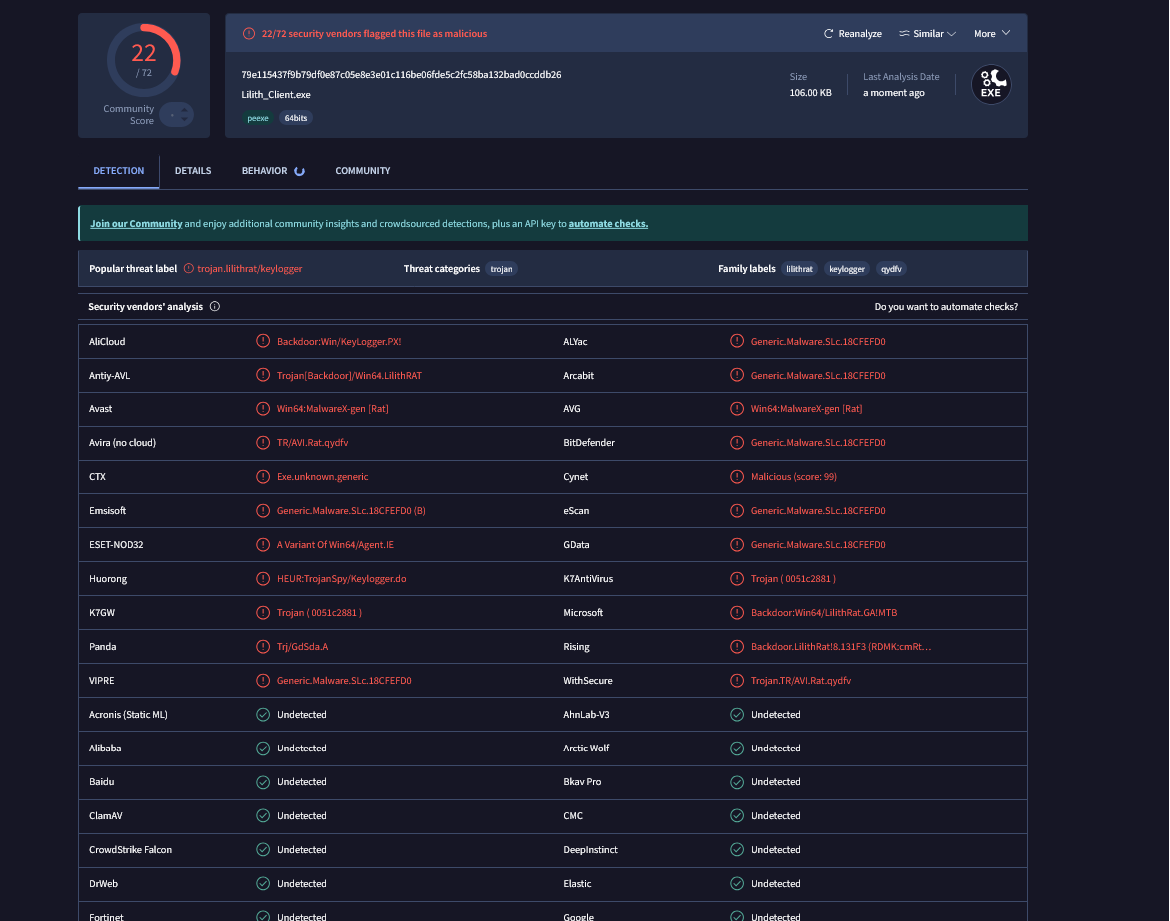 22
/ 72
Community
Score
22/72 security vendors flagged this file as malicious
Reanalyze
Similar
More
79e115437f9b79df0e87c05e8e3e01c116be06fde5c2fc58ba132bad0ccddb26
Lilith_Client.exe
peexe 64bits
Size
106.00 KB
Last Analysis Date
a moment ago
EXE
DETECTION DETAILS BEHAVIOR COMMUNITY
Join our Community and enjoy additional community insights and crowdsourced detections, plus an API key to automate checks.
Popular threat label trojan.lilithrat/keylogger Threat categories trojan Family labels lilithrat keylogger qydfv
Security vendors' analysis Do you want to automate checks?
AliCloud Backdoor:Win/KeyLogger.PX! ALYac Generic.Malware.SLc.18CFEFD0
Antiy-AVL Trojan[Backdoor]/Win64.LilithRAT Arcabit Generic.Malware.SLc.18CFEFD0
Avast Win64:MalwareX-gen [Rat] AVG Win64:MalwareX-gen [Rat]
Avira (no cloud) TR/AVI.Rat.qydfv BitDefender Generic.Malware.SLc.18CFEFD0
CTX Exe.unknown.generic Cynet Malicious (score: 99)
Emsisoft Generic.Malware.SLc.18CFEFD0 (B) eScan Generic.Malware.SLc.18CFEFD0
ESET-NOD32 A Variant Of Win64/Agent.IE GData Generic.Malware.SLc.18CFEFD0
Huorong HEUR:TrojanSpy/Keylogger.do K7AntiVirus Trojan ( 0051c2881 )
K7GW Trojan ( 0051c2881 ) Microsoft Backdoor:Win64/LilithRat.GA!MTB
Panda Trj/GdSda.A Rising Backdoor.LilithRat!8.131F3 (RDMK:cmRt...
VIPRE Generic.Malware.SLc.18CFEFD0 WithSecure Trojan.TR/AVI.Rat.qydfv
Acronis (Static ML) Undetected AhnLab-V3 Undetected
Alibaba Undetected Arctic Wolf Undetected
Baidu Undetected Bkav Pro Undetected
ClamAV Undetected CMC Undetected
CrowdStrike Falcon Undetected DeepInstinct Undetected
DrWeb Undetected Elastic Undetected
Fortinet Undetected Google Undetected